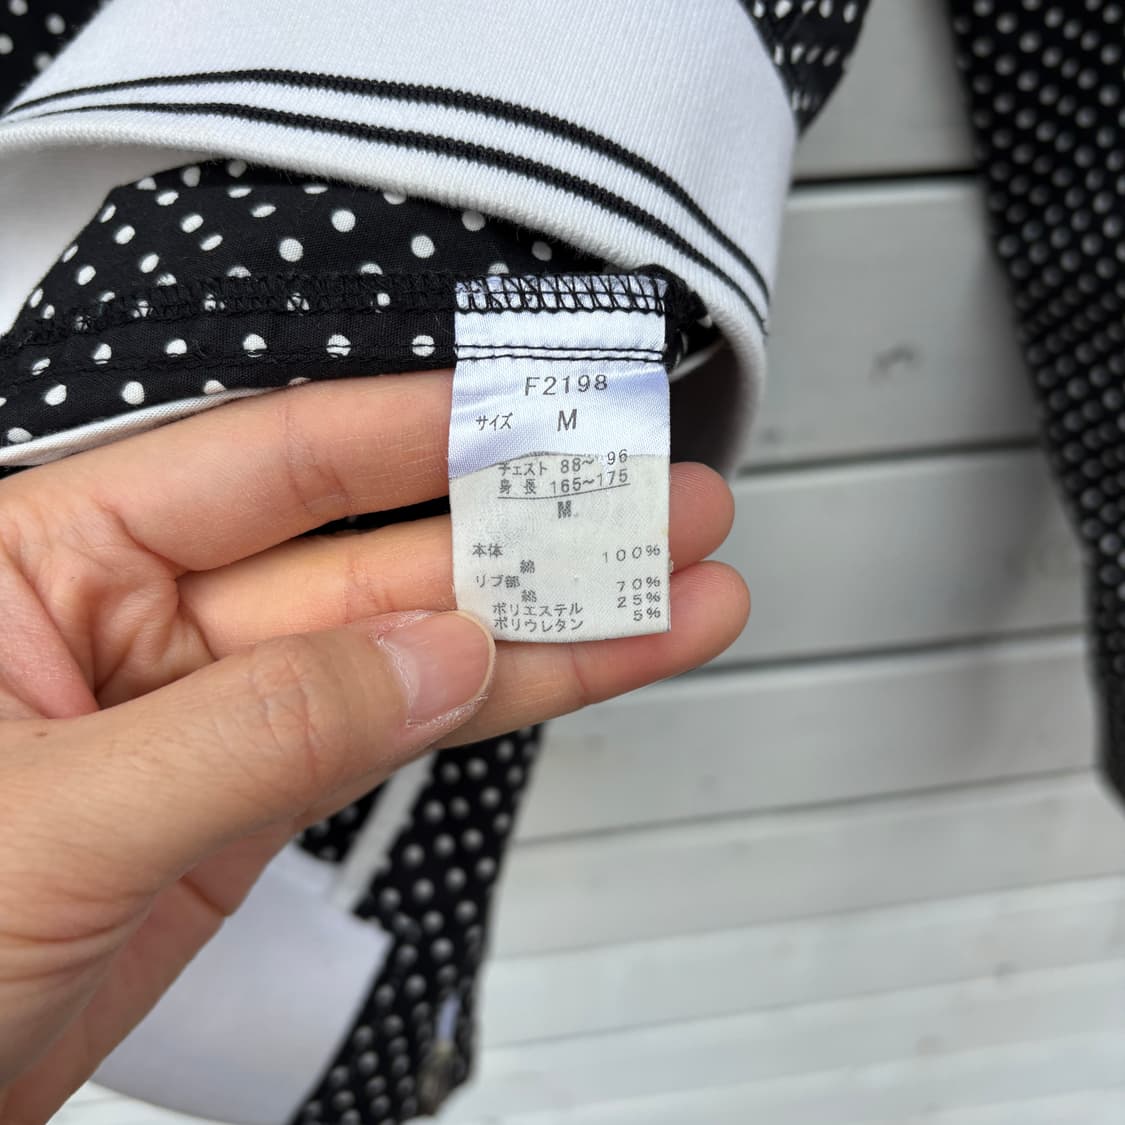 F2198
サイズ M
チェスト 88～96
身長 165～175
M
本体
綿 100%
リブ部
綿 70%
ポリエステル 25%
ポリウレタン 5%